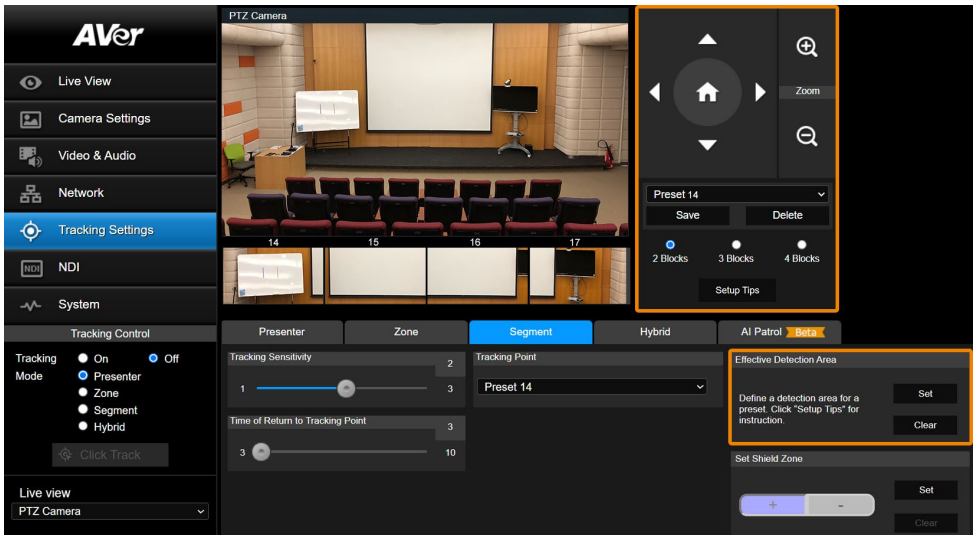 AVer
Live View
Camera Settings
Video & Audio
Network
Tracking Settings
NDI
NDI
System
Tracking Control
Tracking Mode
On
Off
Presenter
Zone
Segment
Hybrid
Click Track
Live view
PTZ Camera
PTZ Camera
14 15 16 17
Zoom
Preset 14
Save Delete
2 Blocks 3 Blocks 4 Blocks
Setup Tips
Presenter Zone Segment Hybrid AI Patrol Beta
Tracking Sensitivity
2
1 3
Time of Return to Tracking Point
3
3 10
Tracking Point
Preset 14
Effective Detection Area
Define a detection area for a
preset. Click "Setup Tips" for
instruction.
Set
Clear
Set Shield Zone
+ -
Set
Clear